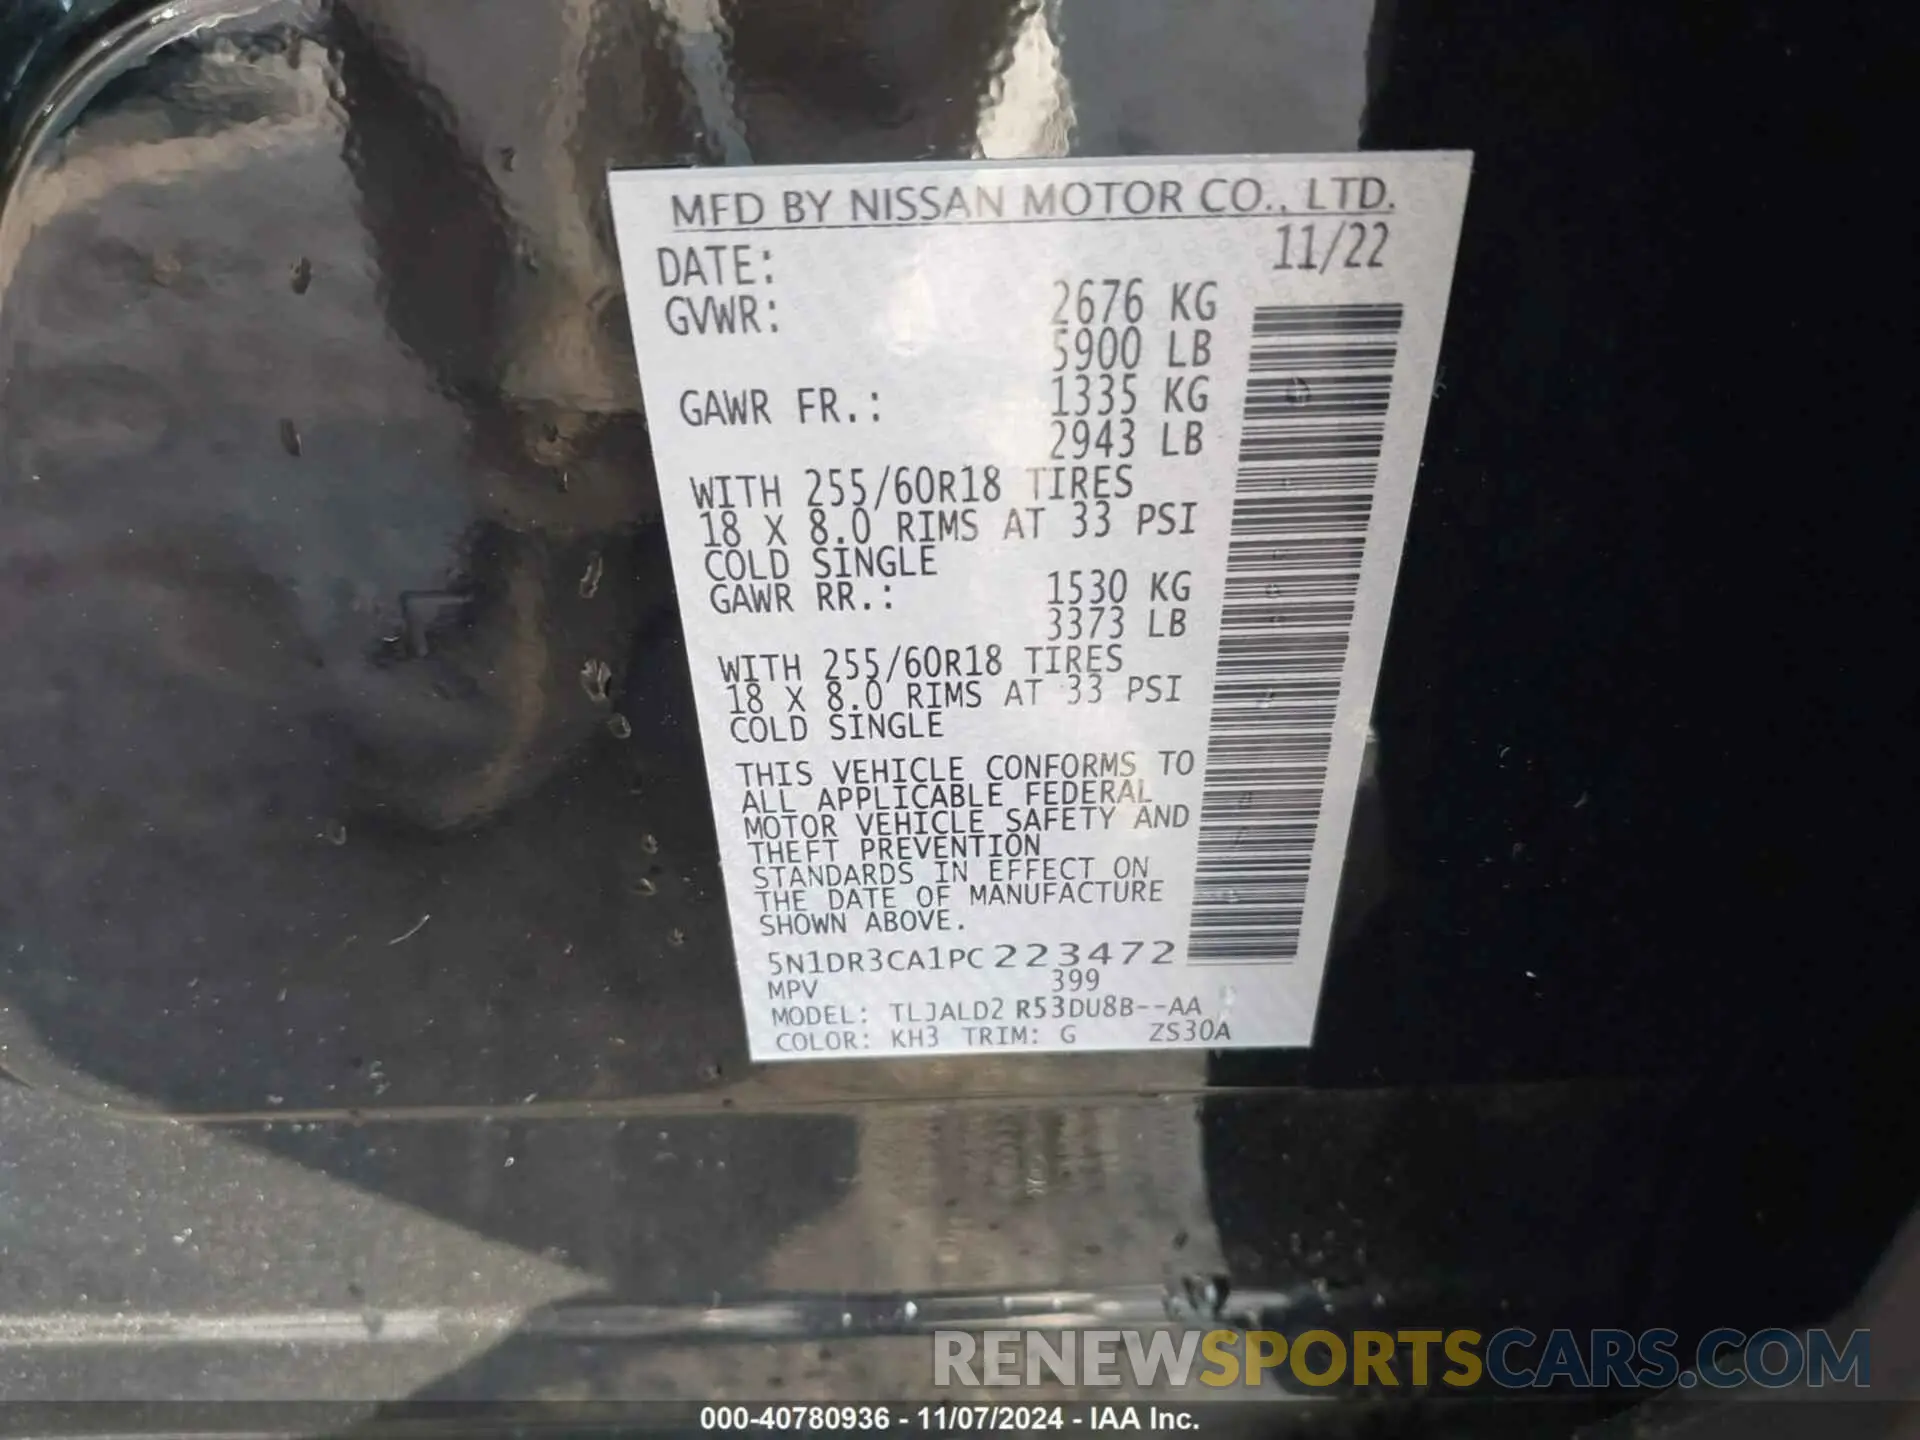 MFD BY NISSAN MOTOR CO., LTD.
DATE: 11/22
GVWR: 2676 KG
5900 LB
GAWR FR.: 1335 KG
2943 LB
WITH 255/60R18 TIRES
18 X 8.0 RIMS AT 33 PSI
COLD SINGLE
GAWR RR.: 1530 KG
3373 LB
WITH 255/60R18 TIRES
18 X 8.0 RIMS AT 33 PSI
COLD SINGLE
THIS VEHICLE CONFORMS TO
ALL APPLICABLE FEDERAL
MOTOR VEHICLE SAFETY AND
THEFT PREVENTION
STANDARDS IN EFFECT ON
THE DATE OF MANUFACTURE
SHOWN ABOVE.
5N1DR3CA1PC223472
MPV 399
MODEL: TLJALD2 R53DU8B--AA
COLOR: KH3 TRIM: G ZS30A
RENEWSPORTSCARS.COM
000-40780936 - 11/07/2024 - IAA Inc.